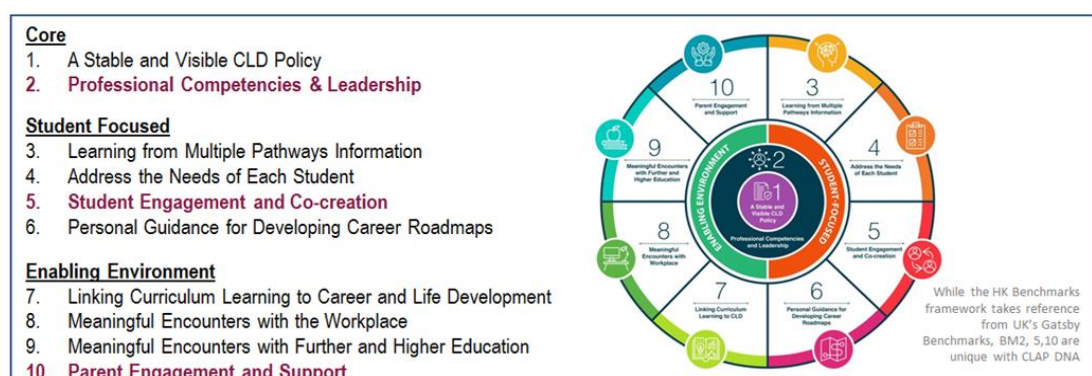 Core
1. A Stable and Visible CLD Policy
2. Professional Competencies & Leadership
Student Focused
3. Learning from Multiple Pathways Information
4. Address the Needs of Each Student
5. Student Engagement and Co-creation
6. Personal Guidance for Developing Career Roadmaps
Enabling Environment
7. Linking Curriculum Learning to Career and Life Development
8. Meaningful Encounters with the Workplace
9. Meaningful Encounters with Further and Higher Education
10. Parent Engagement and Support
10
Parent Engagement
and Support
3
Learning from Multiple
Pathways Information
4
Address the Needs
of Each Student
5
Student Engagement
and Co-creation
6
Personal Guidance for
Developing Career
Roadmaps
7
Linking Curriculum
Learning to CLD
8
Meaningful
Encounters with
Workplace
9
Meaningful Encounters
with Further and
Higher Education
ENABLING ENVIRONMENT
STUDENT-FOCUSED
2
1
A Stable and
Visible CLD
Policy
Professional Competencies
and Leadership
While the HK Benchmarks
framework takes reference
from UK's Gatsby
Benchmarks, BM2, 5,10 are
unique with CLAP DNA